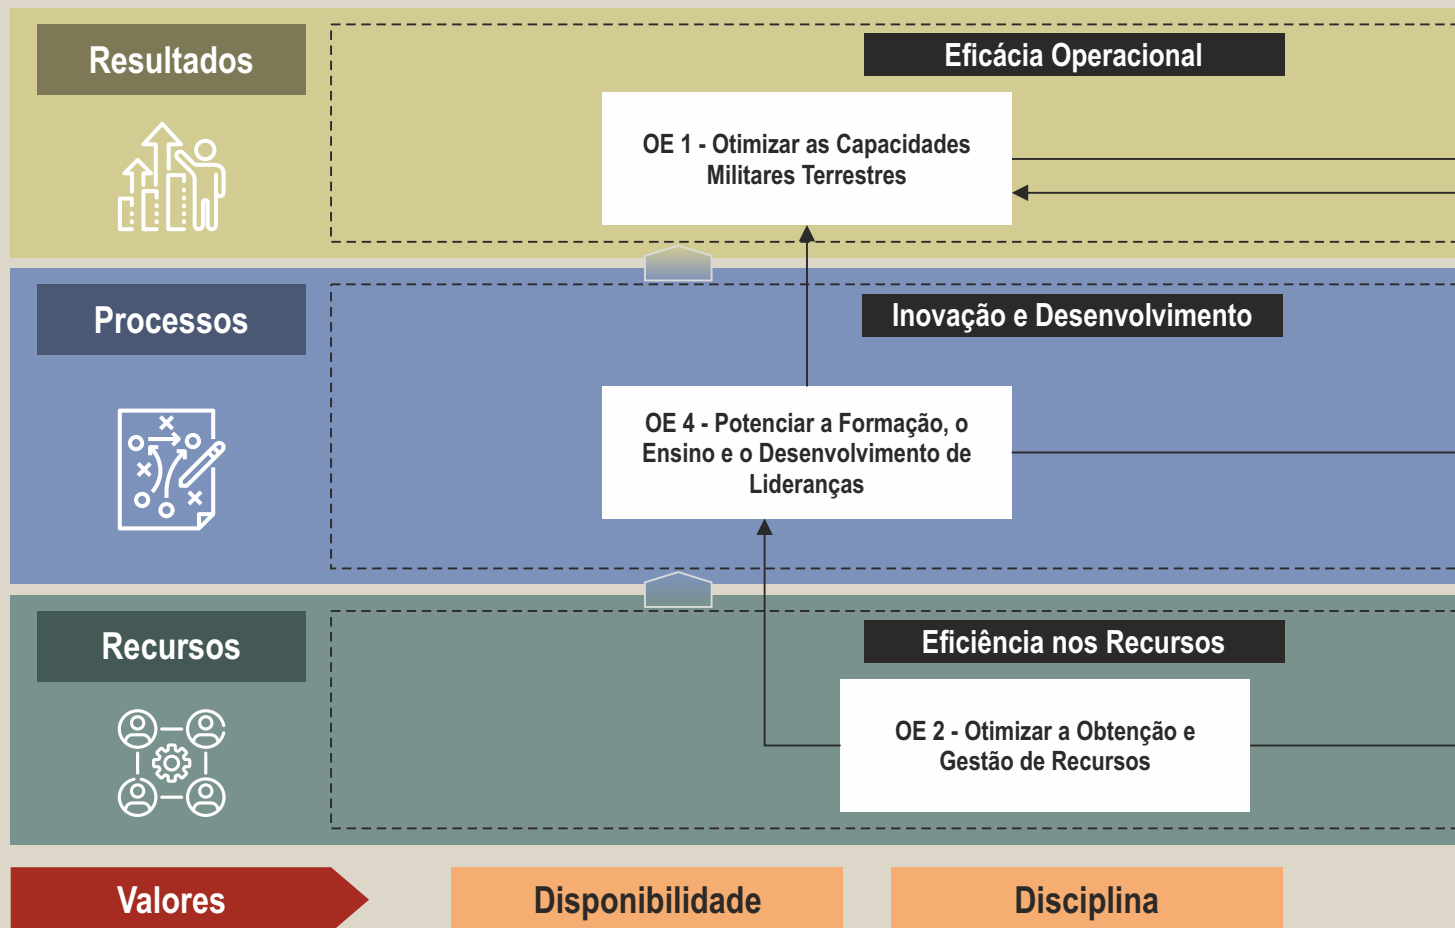 Resultados
Eficácia Operacional
OE 1 - Otimizar as Capacidades
Militares Terrestres
Processos
Inovação e Desenvolvimento
OE 4 - Potenciar a Formação, o
Ensino e o Desenvolvimento de
Lideranças
Recursos
Eficiência nos Recursos
OE 2 - Otimizar a Obtenção e
Gestão de Recursos
Valores
Disponibilidade
Disciplina